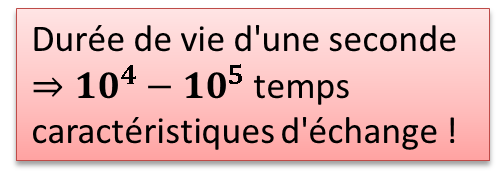 Durée de vie d'une seconde
⇒ 10⁴ − 10⁵ temps
caractéristiques d'échange !